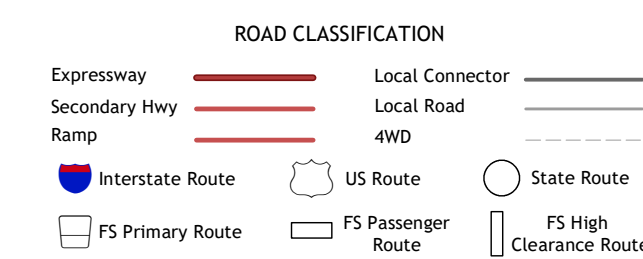 ROAD CLASSIFICATION
Expressway
Local Connector
Secondary Hwy
Local Road
Ramp
4WD
Interstate Route
US Route
State Route
FS Primary Route
FS Passenger
Route
FS High
Clearance Route